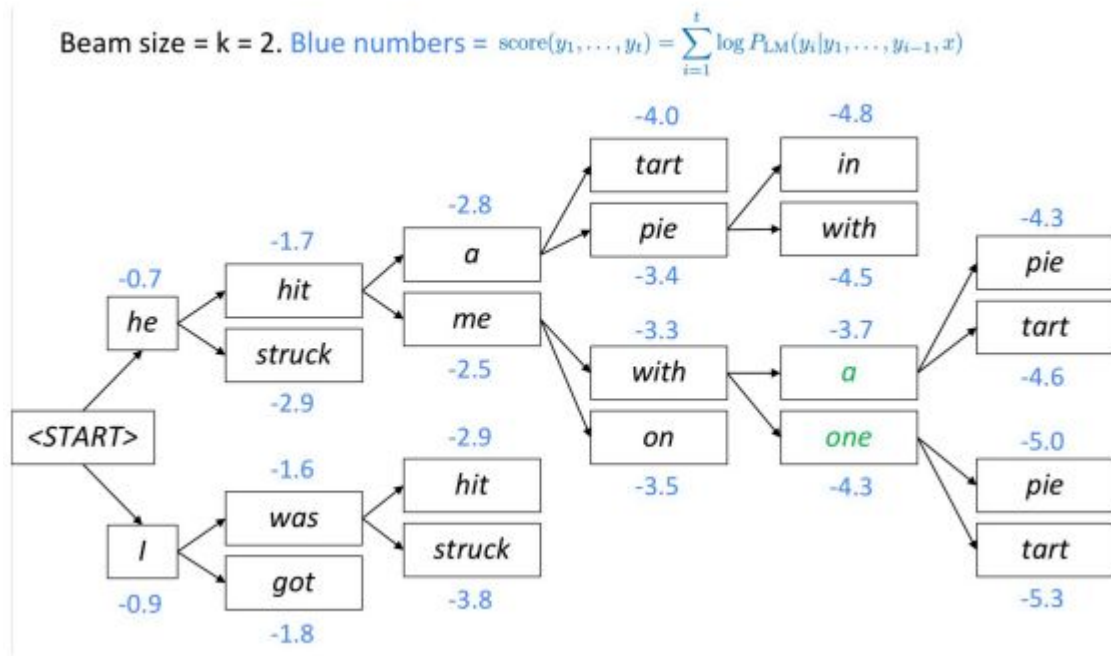 Beam size = k = 2. Blue numbers = score(y₁, …, yₜ) = ∑ᵢ₌₁ᵗ log P_LM(yᵢ|y₁, …, yᵢ₋₁, x)
-4.0 -4.8
tart in
-2.8 -4.3
-1.7 a pie with pie
-0.7 hit -3.4 -4.5 tart
he me -3.3 -3.7 -4.6
struck -2.5 with a
<START> -2.9 -2.9 on one -5.0
-1.6 hit -3.5 -4.3 pie
I was struck tart
-0.9 got -3.8 -5.3
-1.8